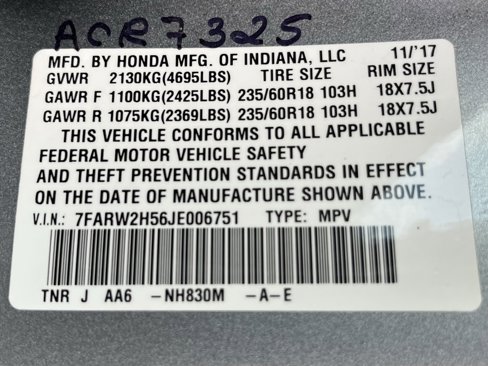 ACR7325
MFD. BY HONDA MFG. OF INDIANA, LLC 11/'17
GVWR 2130KG(4695LBS) TIRE SIZE RIM SIZE
GAWR F 1100KG(2425LBS) 235/60R18 103H 18X7.5J
GAWR R 1075KG(2369LBS) 235/60R18 103H 18X7.5J
THIS VEHICLE CONFORMS TO ALL APPLICABLE
FEDERAL MOTOR VEHICLE SAFETY
AND THEFT PREVENTION STANDARDS IN EFFECT
ON THE DATE OF MANUFACTURE SHOWN ABOVE.
V.I.N.: 7FARW2H56JE006751 TYPE: MPV
TNR J AA6 -NH830M -A-E